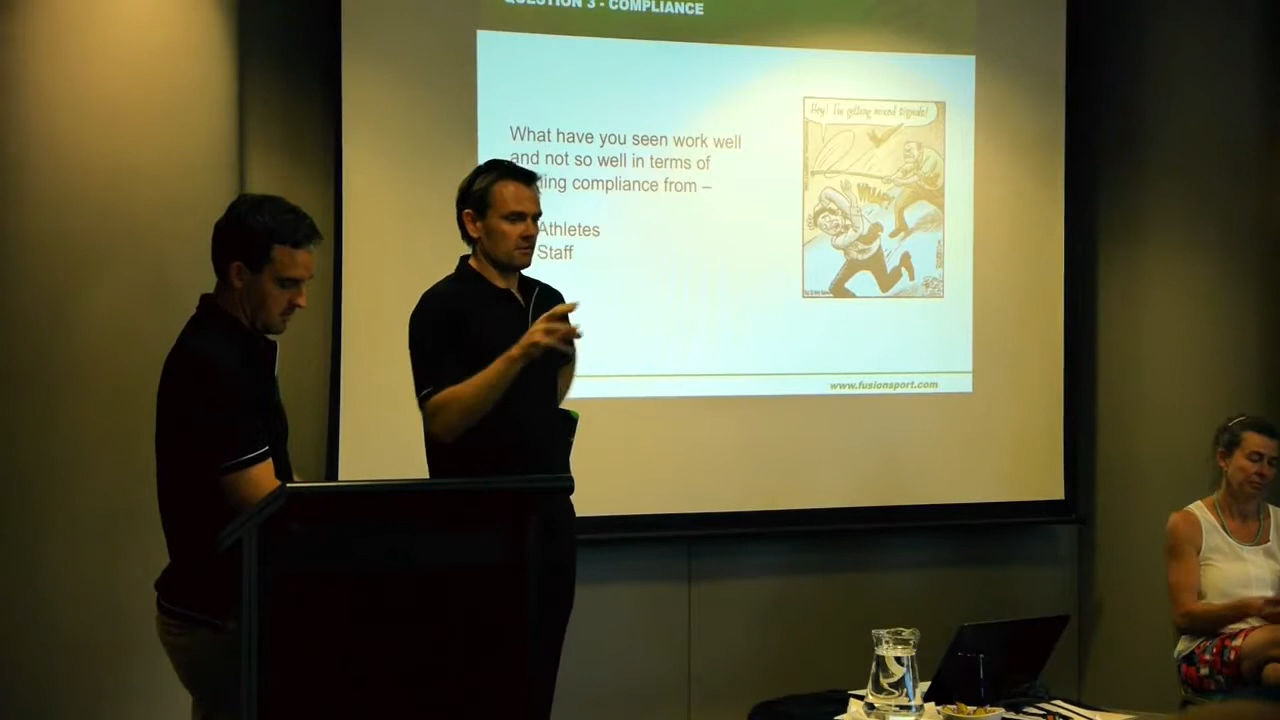 QUESTION 3 - COMPLIANCE
Hey! I'm getting mixed signals!
What have you seen work well
and not so well in terms of
compliance from –
Athletes
Staff
www.fusionsport.com